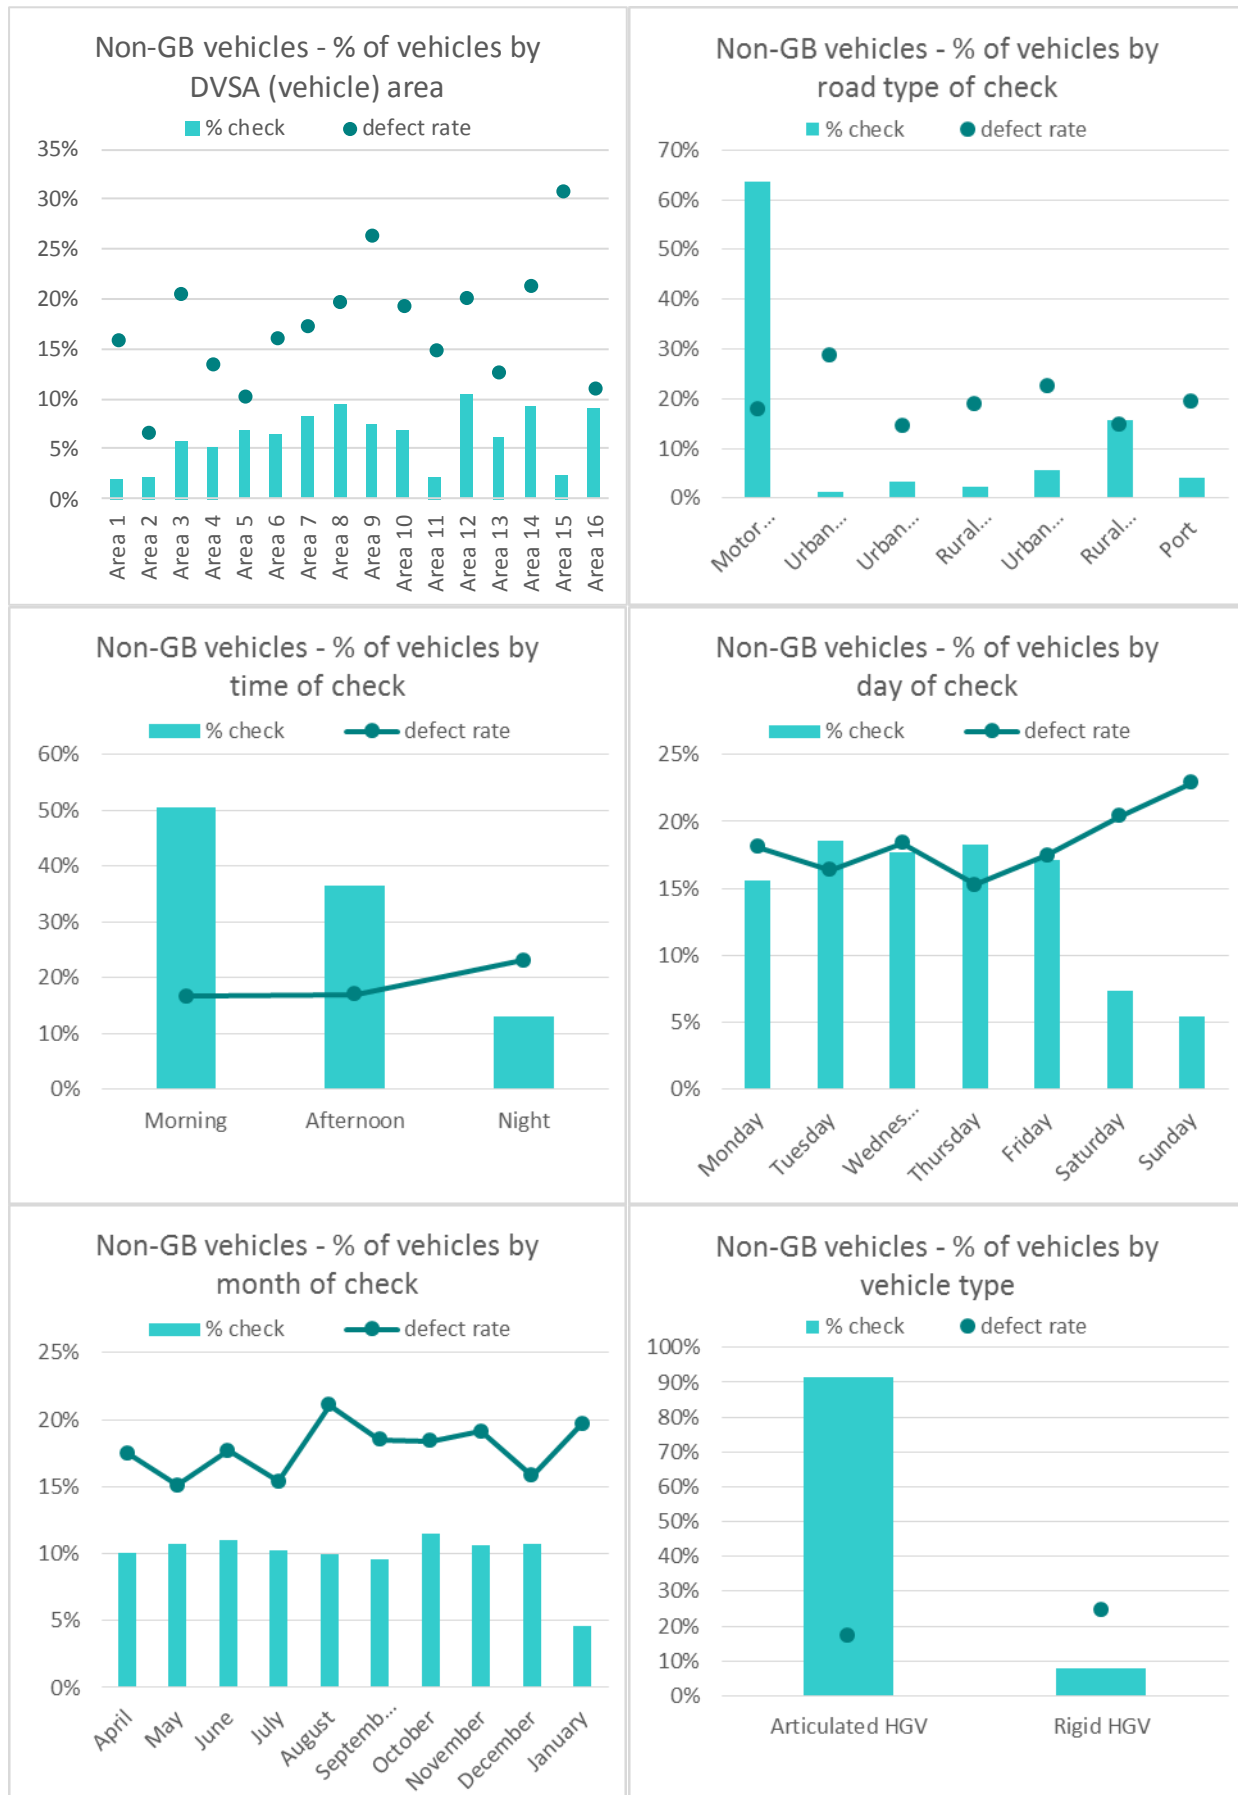 Non-GB vehicles - % of vehicles by
DVSA (vehicle) area
% check defect rate
35%
30%
25%
20%
15%
10%
5%
0%
Area 1
Area 2
Area 3
Area 4
Area 5
Area 6
Area 7
Area 8
Area 9
Area 10
Area 11
Area 12
Area 13
Area 14
Area 15
Area 16
Non-GB vehicles - % of vehicles by
road type of check
% check defect rate
70%
60%
50%
40%
30%
20%
10%
0%
Motor...
Urban...
Urban...
Rural...
Urban...
Rural...
Port
Non-GB vehicles - % of vehicles by
time of check
% check defect rate
60%
50%
40%
30%
20%
10%
0%
Morning
Afternoon
Night
Non-GB vehicles - % of vehicles by
day of check
% check defect rate
25%
20%
15%
10%
5%
0%
Monday
Tuesday
Wednes...
Thursday
Friday
Saturday
Sunday
Non-GB vehicles - % of vehicles by
month of check
% check defect rate
25%
20%
15%
10%
5%
0%
April
May
June
July
August
Septemb...
October
November
December
January
Non-GB vehicles - % of vehicles by
vehicle type
% check defect rate
100%
90%
80%
70%
60%
50%
40%
30%
20%
10%
0%
Articulated HGV
Rigid HGV